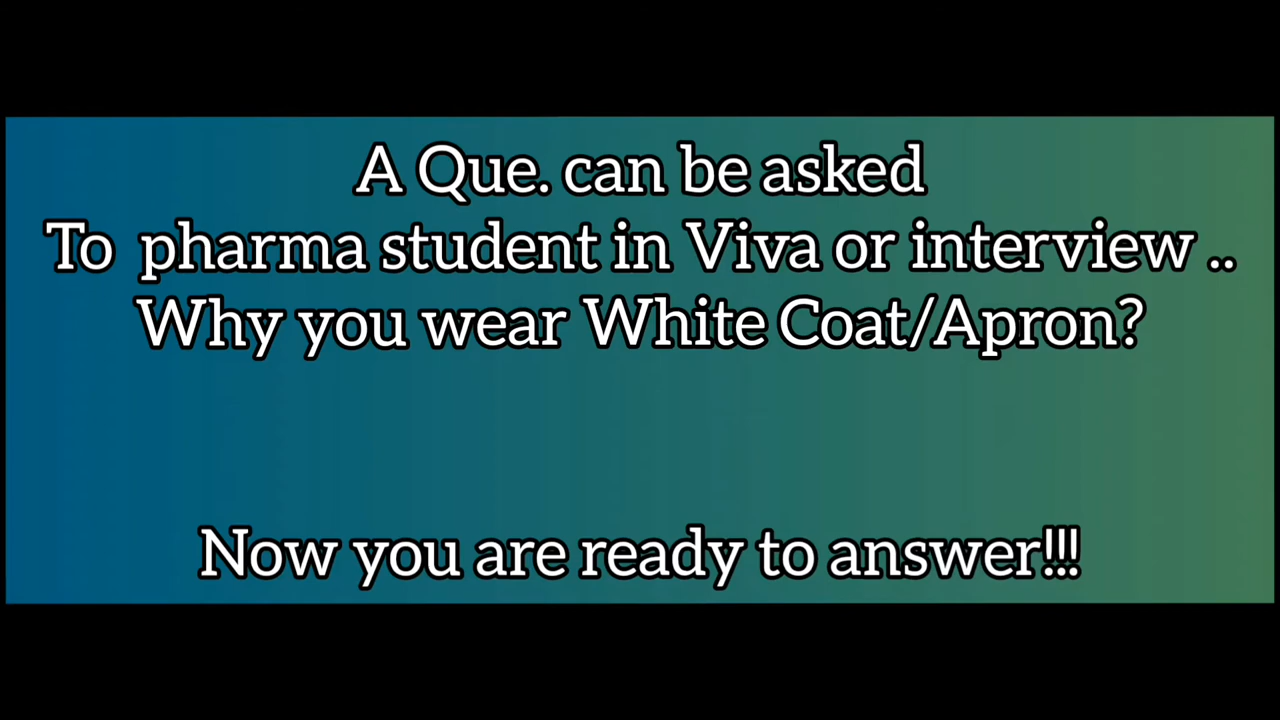 A Que. can be asked
To pharma student in Viva or interview ..
Why you wear White Coat/Apron?
Now you are ready to answer!!!